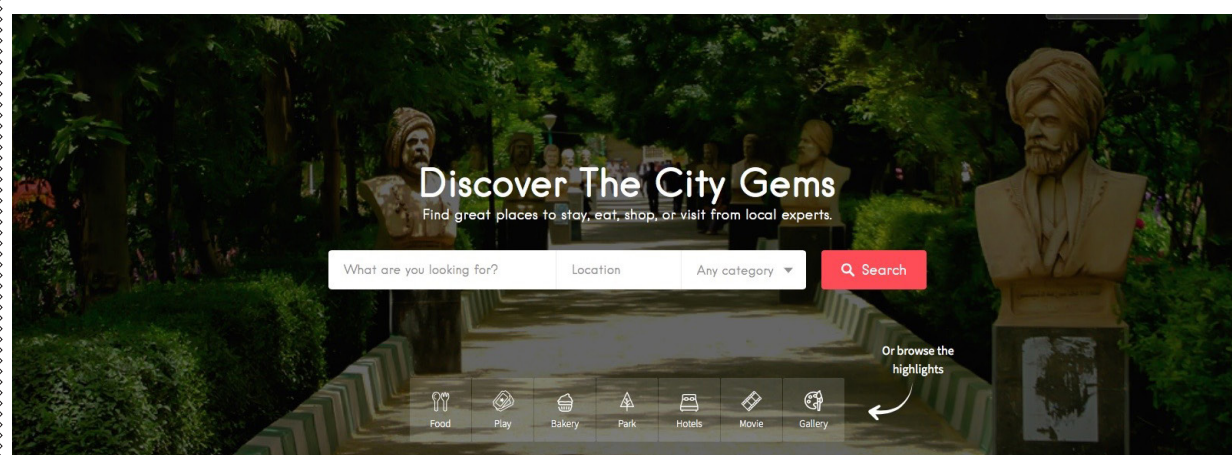 Discover The City Gems
Find great places to stay, eat, shop, or visit from local experts.
What are you looking for? Location Any category Search
Or browse the
highlights
Food Play Bakery Park Hotels Movie Gallery